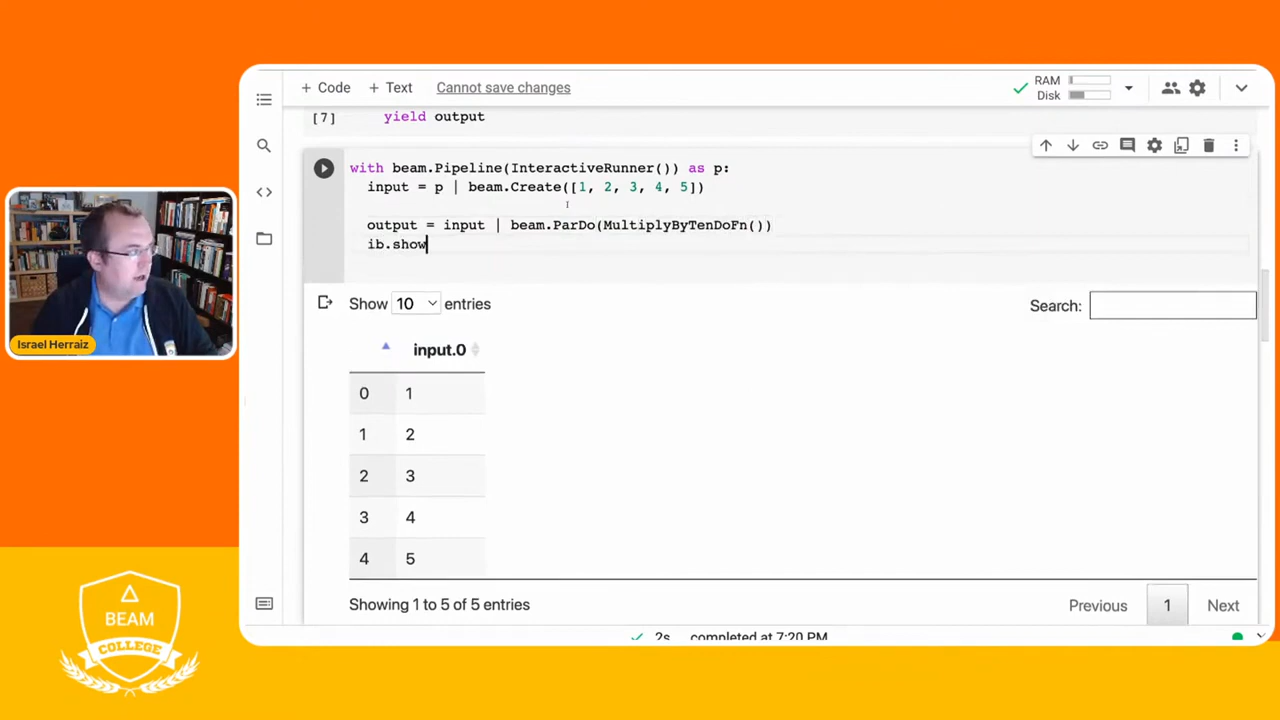 + Code + Text Cannot save changes
RAM
Disk
[7] yield output
with beam.Pipeline(InteractiveRunner()) as p:
input = p | beam.Create([1, 2, 3, 4, 5])
output = input | beam.ParDo(MultiplyByTenDoFn())
ib.show
Show 10 entries
Search:
input.0
0 1
1 2
2 3
3 4
4 5
Showing 1 to 5 of 5 entries
Previous 1 Next
2s completed at 7:20 PM
Israel Herraiz
BEAM
COLLEGE